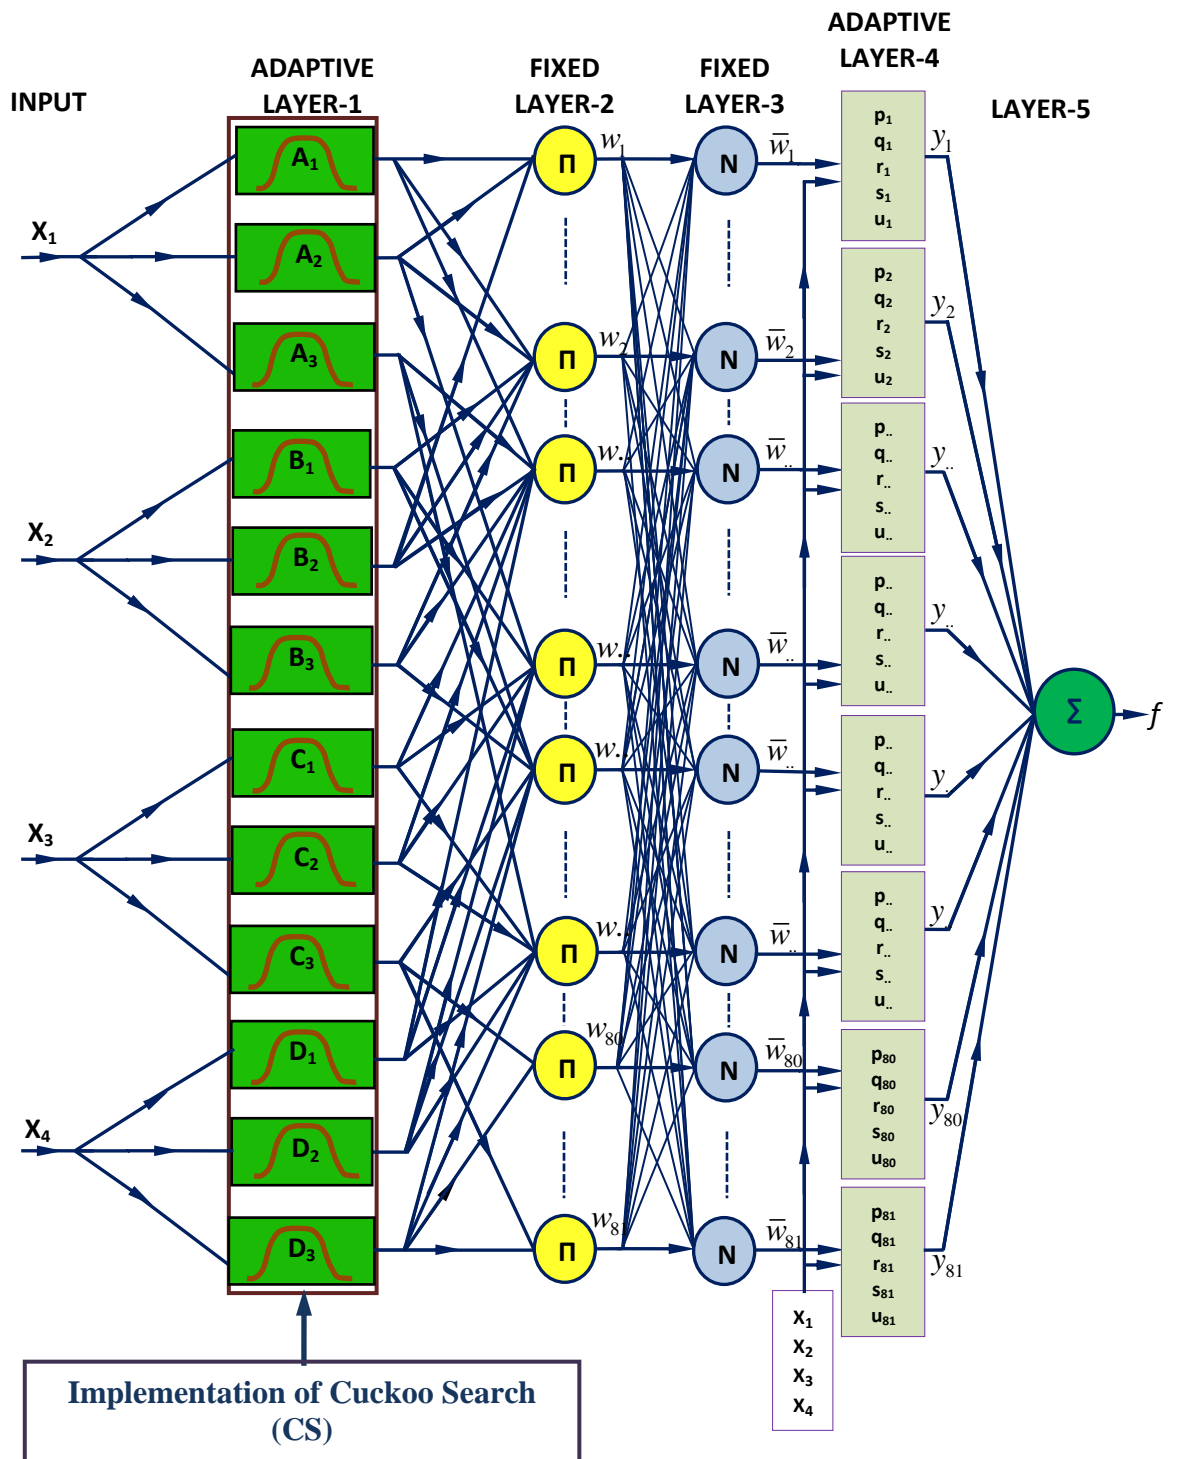 INPUT
ADAPTIVE
LAYER-1
FIXED
LAYER-2
FIXED
LAYER-3
ADAPTIVE
LAYER-4
LAYER-5
X₁
X₂
X₃
X₄
A₁
A₂
A₃
B₁
B₂
B₃
C₁
C₂
C₃
D₁
D₂
D₃
Π
Π
Π
Π
Π
Π
Π
Π
w₁
w₂
w..
w..
w..
w..
w₈₀
w₈₁
N
N
N
N
N
N
N
N
w̅₁
w̅₂
w̅..
w̅..
w̅..
w̅..
w̅₈₀
w̅₈₁
p₁
q₁
r₁
s₁
u₁
p₂
q₂
r₂
s₂
u₂
p..
q..
r..
s..
u..
p..
q..
r..
s..
u..
p..
q..
r..
s..
u..
p..
q..
r..
s..
u..
p₈₀
q₈₀
r₈₀
s₈₀
u₈₀
p₈₁
q₈₁
r₈₁
s₈₁
u₈₁
y₁
y₂
y..
y..
y.
y.
y₈₀
y₈₁
Σ
f
X₁
X₂
X₃
X₄
Implementation of Cuckoo Search
(CS)